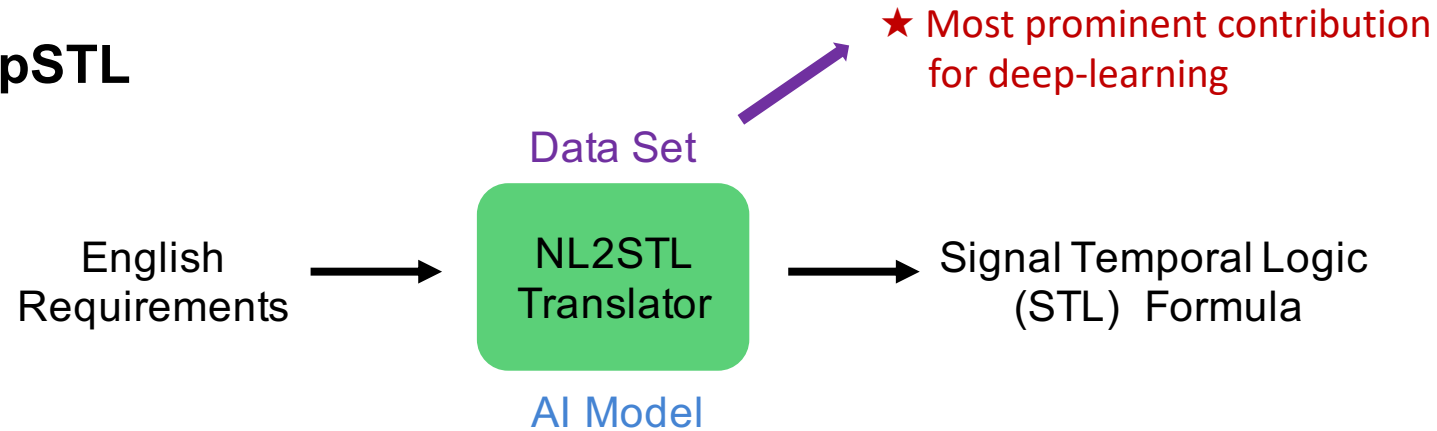 pSTL
★ Most prominent contribution
for deep-learning
Data Set
English
Requirements
NL2STL
Translator
Signal Temporal Logic
(STL) Formula
AI Model